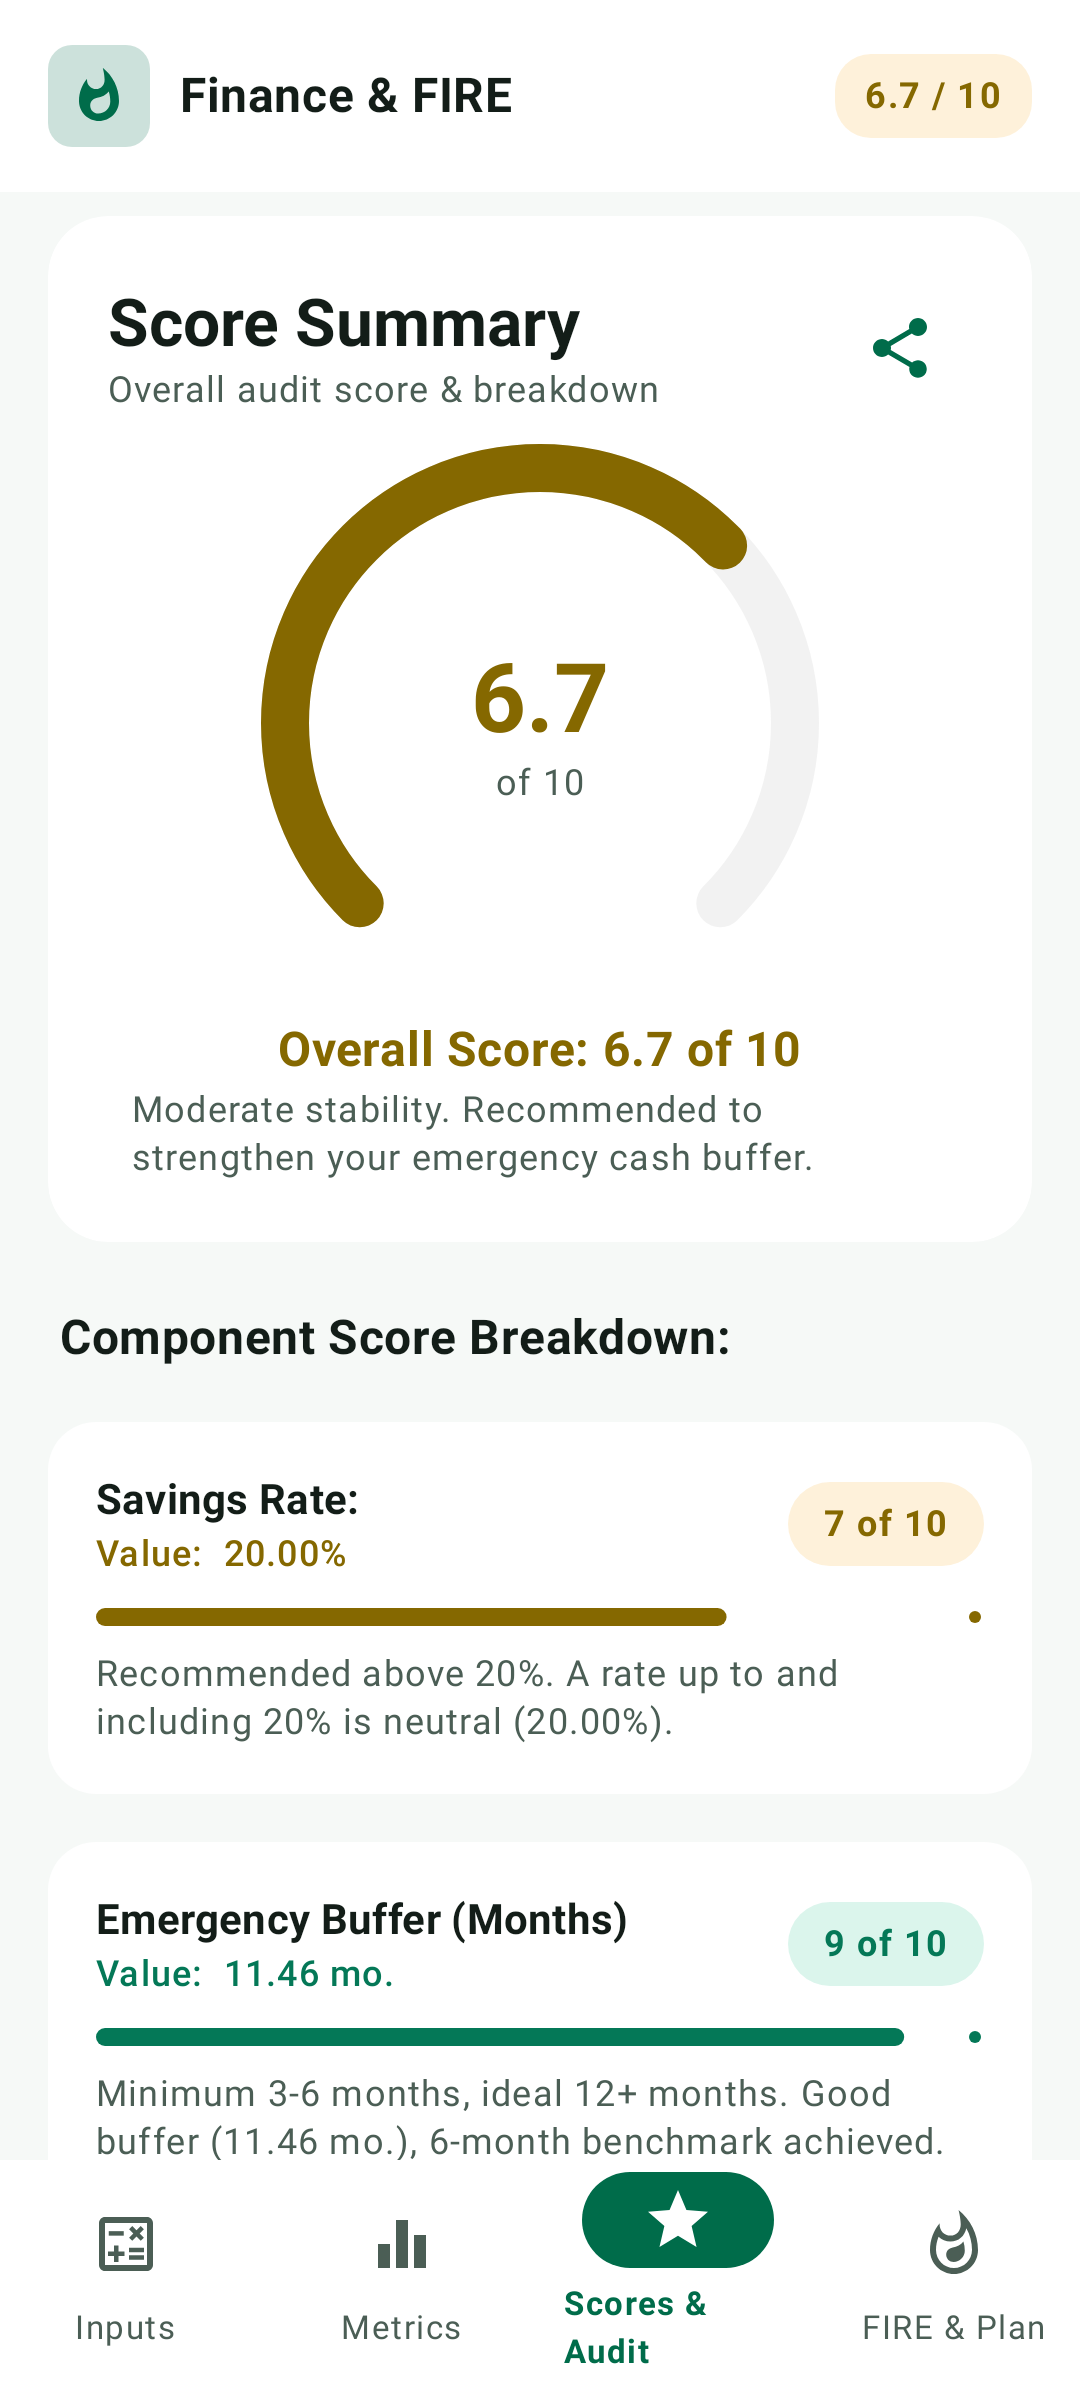 Finance & FIRE
6.7 / 10
Score Summary
Overall audit score & breakdown
6.7
of 10
Overall Score: 6.7 of 10
Moderate stability. Recommended to
strengthen your emergency cash buffer.
Component Score Breakdown:
Savings Rate:
Value: 20.00%
7 of 10
Recommended above 20%. A rate up to and
including 20% is neutral (20.00%).
Emergency Buffer (Months)
Value: 11.46 mo.
9 of 10
Minimum 3-6 months, ideal 12+ months. Good
buffer (11.46 mo.), 6-month benchmark achieved.
Inputs
Metrics
Scores &
Audit
FIRE & Plan